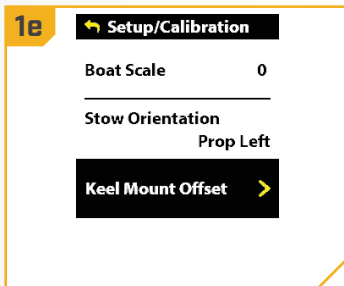 1e
Setup/Calibration
Boat Scale 0
Stow Orientation
Prop Left
Keel Mount Offset